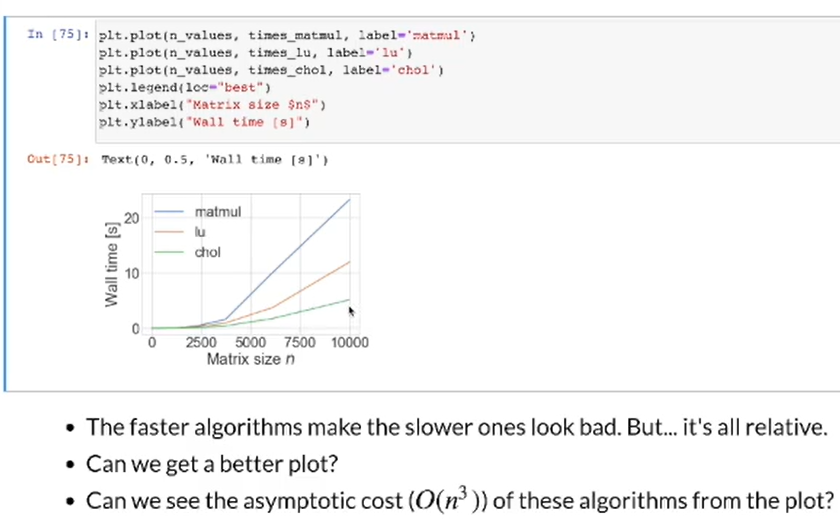 In [75]: plt.plot(n_values, times_matmul, label='matmul')
plt.plot(n_values, times_lu, label='lu')
plt.plot(n_values, times_chol, label='chol')
plt.legend(loc="best")
plt.xlabel("Matrix size $n$")
plt.ylabel("Wall time [s]")
Out[75]: Text(0, 0.5, 'Wall time [s]')
matmul
lu
chol
20
10
0
Wall time [s]
0 2500 5000 7500 10000
Matrix size n
• The faster algorithms make the slower ones look bad. But... it's all relative.
• Can we get a better plot?
• Can we see the asymptotic cost (O(n³)) of these algorithms from the plot?